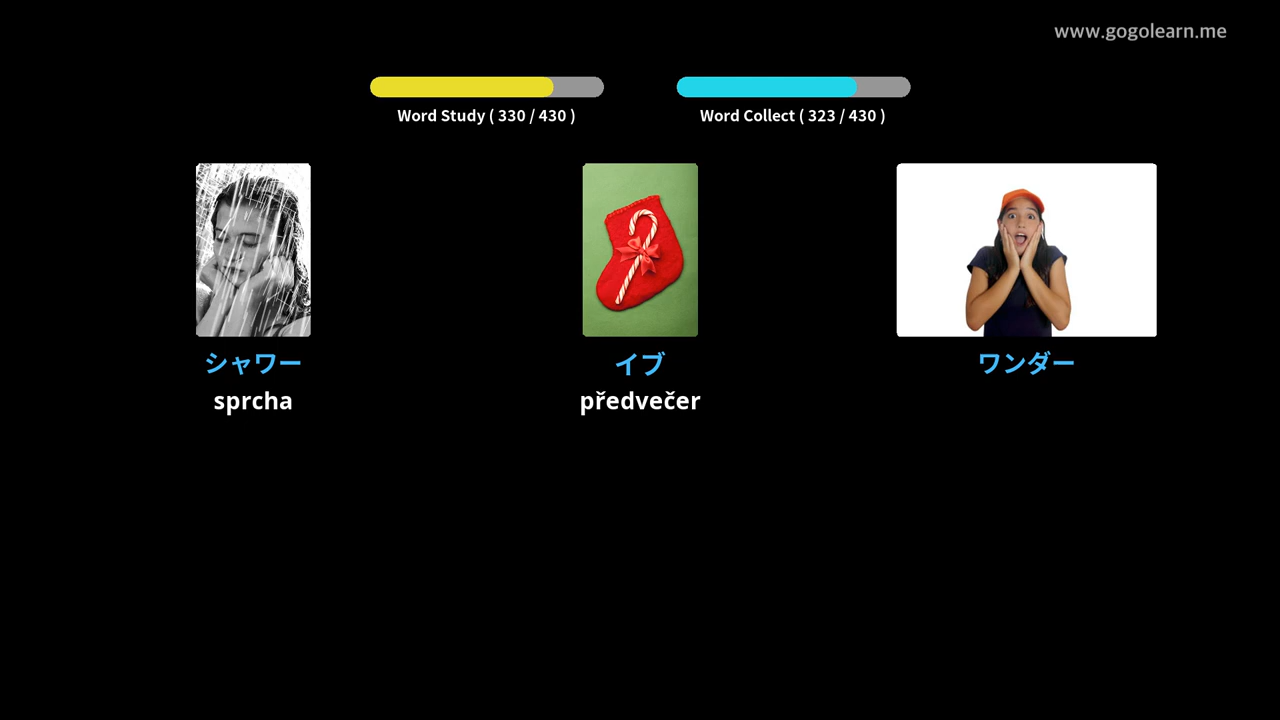 www.gogolearn.me
Word Study ( 330 / 430 )
Word Collect ( 323 / 430 )
シャワー
イブ
ワンダー
sprcha
předvečer